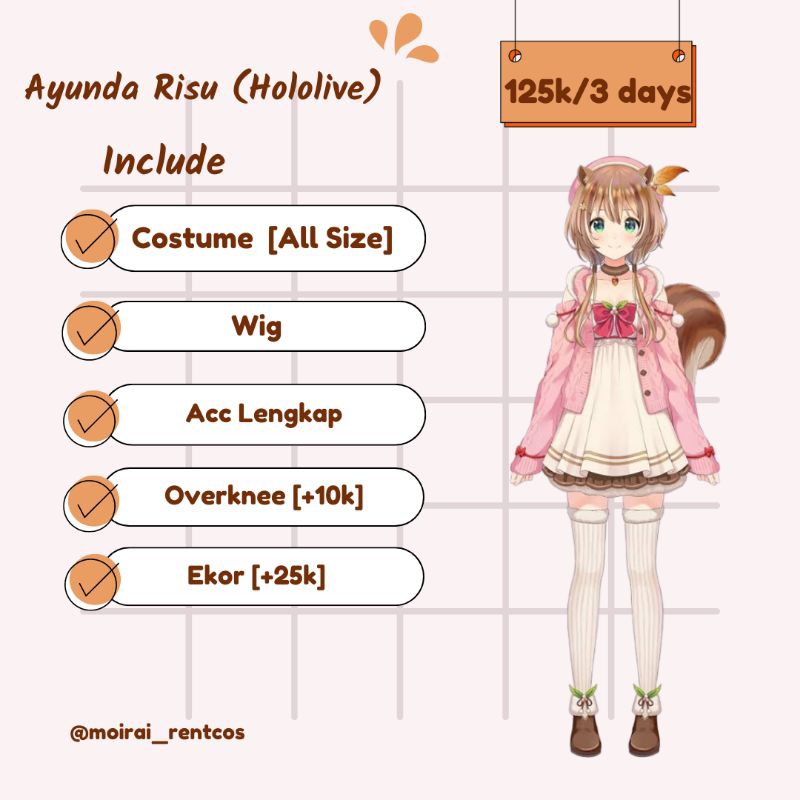 Ayunda Risu (Hololive)
125k/3 days
Include
Costume [All Size]
Wig
Acc Lengkap
Overknee [+10k]
Ekor [+25k]
@moirai_rentcos